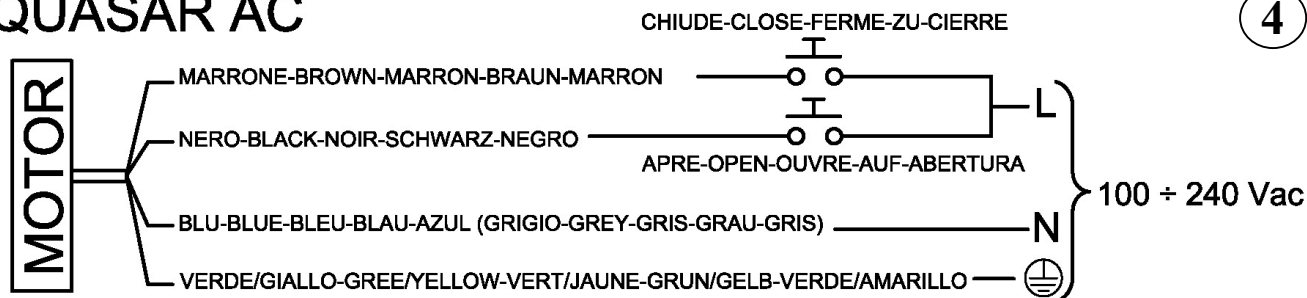 QUASAR AC
4
CHIUDE-CLOSE-FERME-ZU-CIERRE
MOTOR
MARRONE-BROWN-MARRON-BRAUN-MARRON
L
NERO-BLACK-NOIR-SCHWARZ-NEGRO
APRE-OPEN-OUVRE-AUF-ABERTURA
100 ÷ 240 Vac
BLU-BLUE-BLEU-BLAU-AZUL (GRIGIO-GREY-GRIS-GRAU-GRIS)
N
VERDE/GIALLO-GREE/YELLOW-VERT/JAUNE-GRUN/GELB-VERDE/AMARILLO